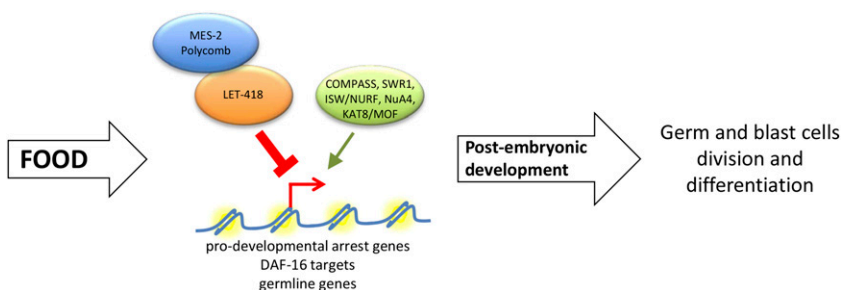 MES-2
Polycomb
LET-418
COMPASS, SWR1,
ISW/NURF, NuA4,
KAT8/MOF
FOOD
Post-embryonic
development
Germ and blast cells
division and
differentiation
pro-developmental arrest genes
DAF-16 targets
germline genes